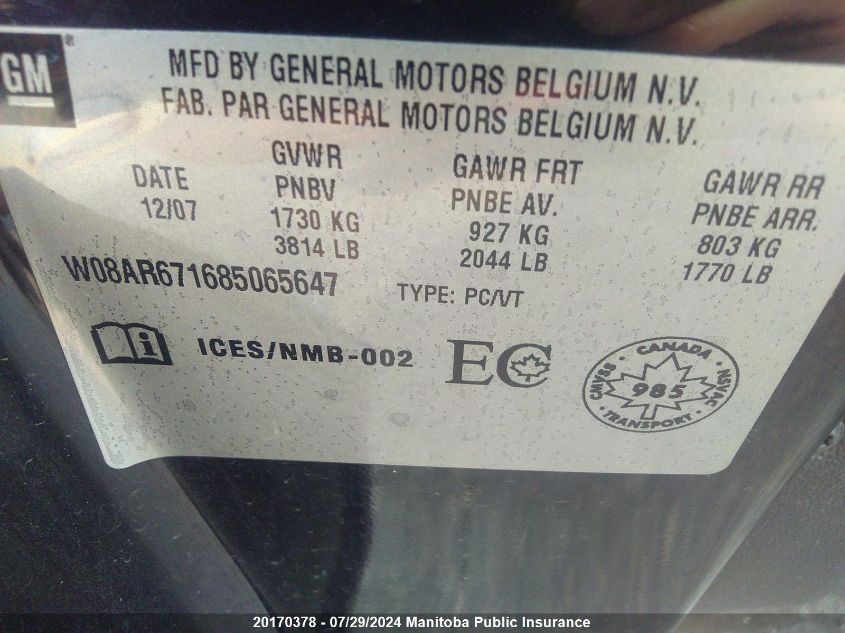 GM®
MFD BY GENERAL MOTORS BELGIUM N.V.
FAB. PAR GENERAL MOTORS BELGIUM N.V.
DATE
12/07
GVWR
PNBV
1730 KG
3814 LB
GAWR FRT
PNBE AV.
927 KG
2044 LB
GAWR RR
PNBE ARR.
803 KG
1770 LB
W08AR671685065647
TYPE: PC/VT
i ICES/NMB-002
EC
CANADA
CMVSS 985 NSVAC
TRANSPORT
20170378 - 07/29/2024 Manitoba Public Insurance